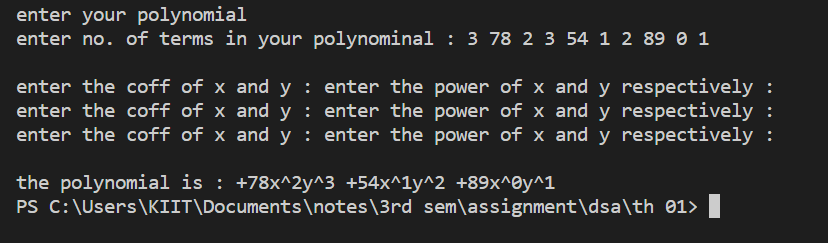 enter your polynomial
enter no. of terms in your polynominal : 3 78 2 3 54 1 2 89 0 1
enter the coff of x and y : enter the power of x and y respectively :
enter the coff of x and y : enter the power of x and y respectively :
enter the coff of x and y : enter the power of x and y respectively :
the polynomial is : +78x^2y^3 +54x^1y^2 +89x^0y^1
PS C:\Users\KIIT\Documents\notes\3rd sem\assignment\dsa\th 01>